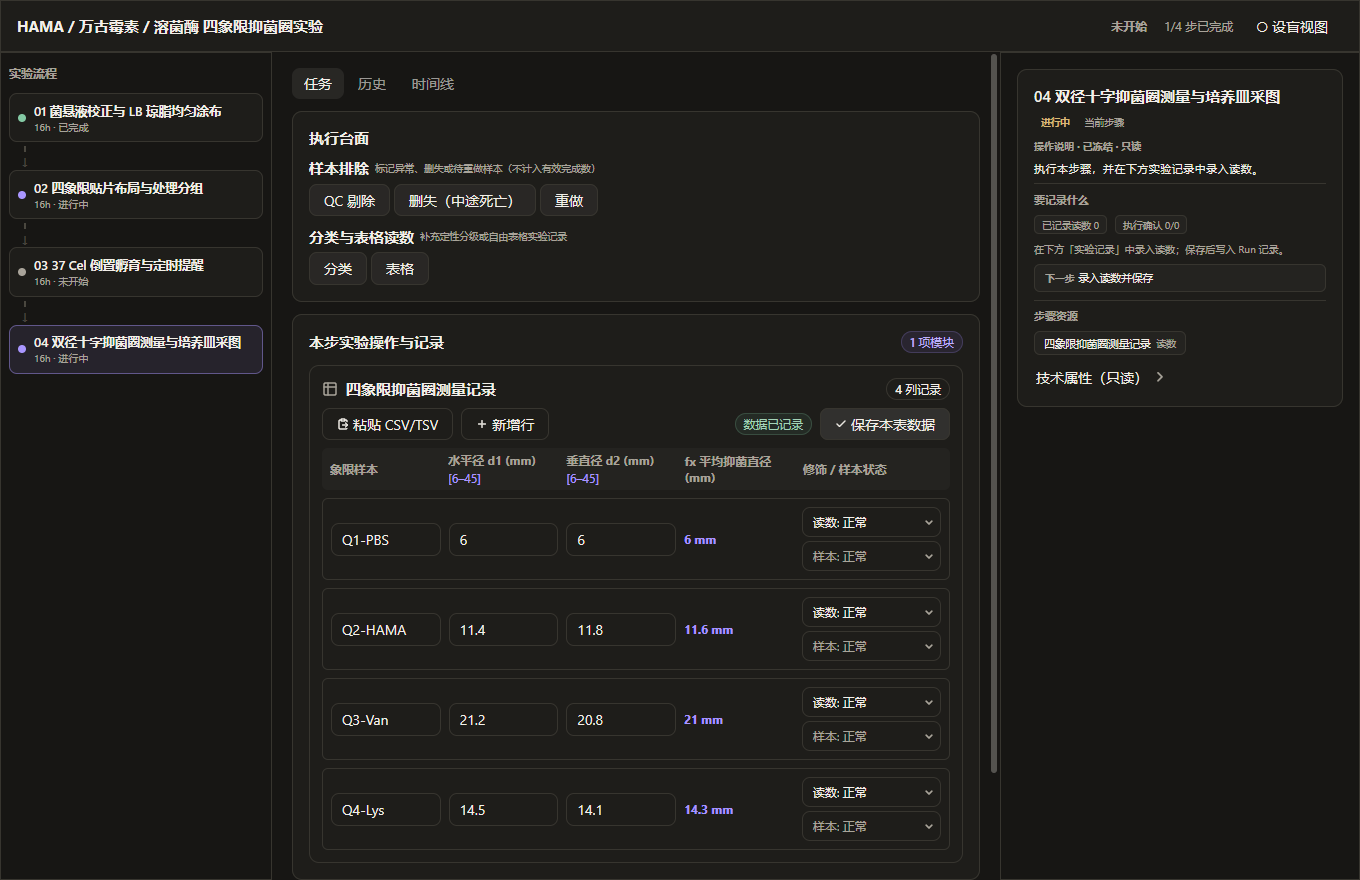 HAMA / 万古霉素 / 溶菌酶 四象限抑菌圈实验
未开始 1/4 步已完成 设盲视图
实验流程
01 菌悬液校正与 LB 琼脂均匀涂布
16h · 已完成
02 四象限贴片布局与处理分组
16h · 进行中
03 37 Cel 倒置孵育与定时提醒
16h · 未开始
04 双径十字抑菌圈测量与培养皿采图
16h · 进行中
任务 历史 时间线
执行台面
样本排除 标记异常、删失或待重做样本（不计入有效完成数）
QC 剔除 删失（中途死亡） 重做
分类与表格读数 补充定性分级或自由表格实验记录
分类 表格
本步实验操作与记录 1 项模块
四象限抑菌圈测量记录 4 列记录
粘贴 CSV/TSV + 新增行 数据已记录 保存本表数据
象限样本 水平径 d1 (mm) [6–45] 垂直径 d2 (mm) [6–45] fx 平均抑菌直径 (mm) 修饰 / 样本状态
Q1-PBS 6 6 6 mm 读数: 正常
样本: 正常
Q2-HAMA 11.4 11.8 11.6 mm 读数: 正常
样本: 正常
Q3-Van 21.2 20.8 21 mm 读数: 正常
样本: 正常
Q4-Lys 14.5 14.1 14.3 mm 读数: 正常
样本: 正常
04 双径十字抑菌圈测量与培养皿采图
进行中 当前步骤
操作说明 · 已冻结 · 只读
执行本步骤，并在下方实验记录中录入读数。
要记录什么
已记录读数 0 执行确认 0/0
在下方「实验记录」中录入读数；保存后写入 Run 记录。
下一步 录入读数并保存
步骤资源
四象限抑菌圈测量记录 读数
技术属性（只读）